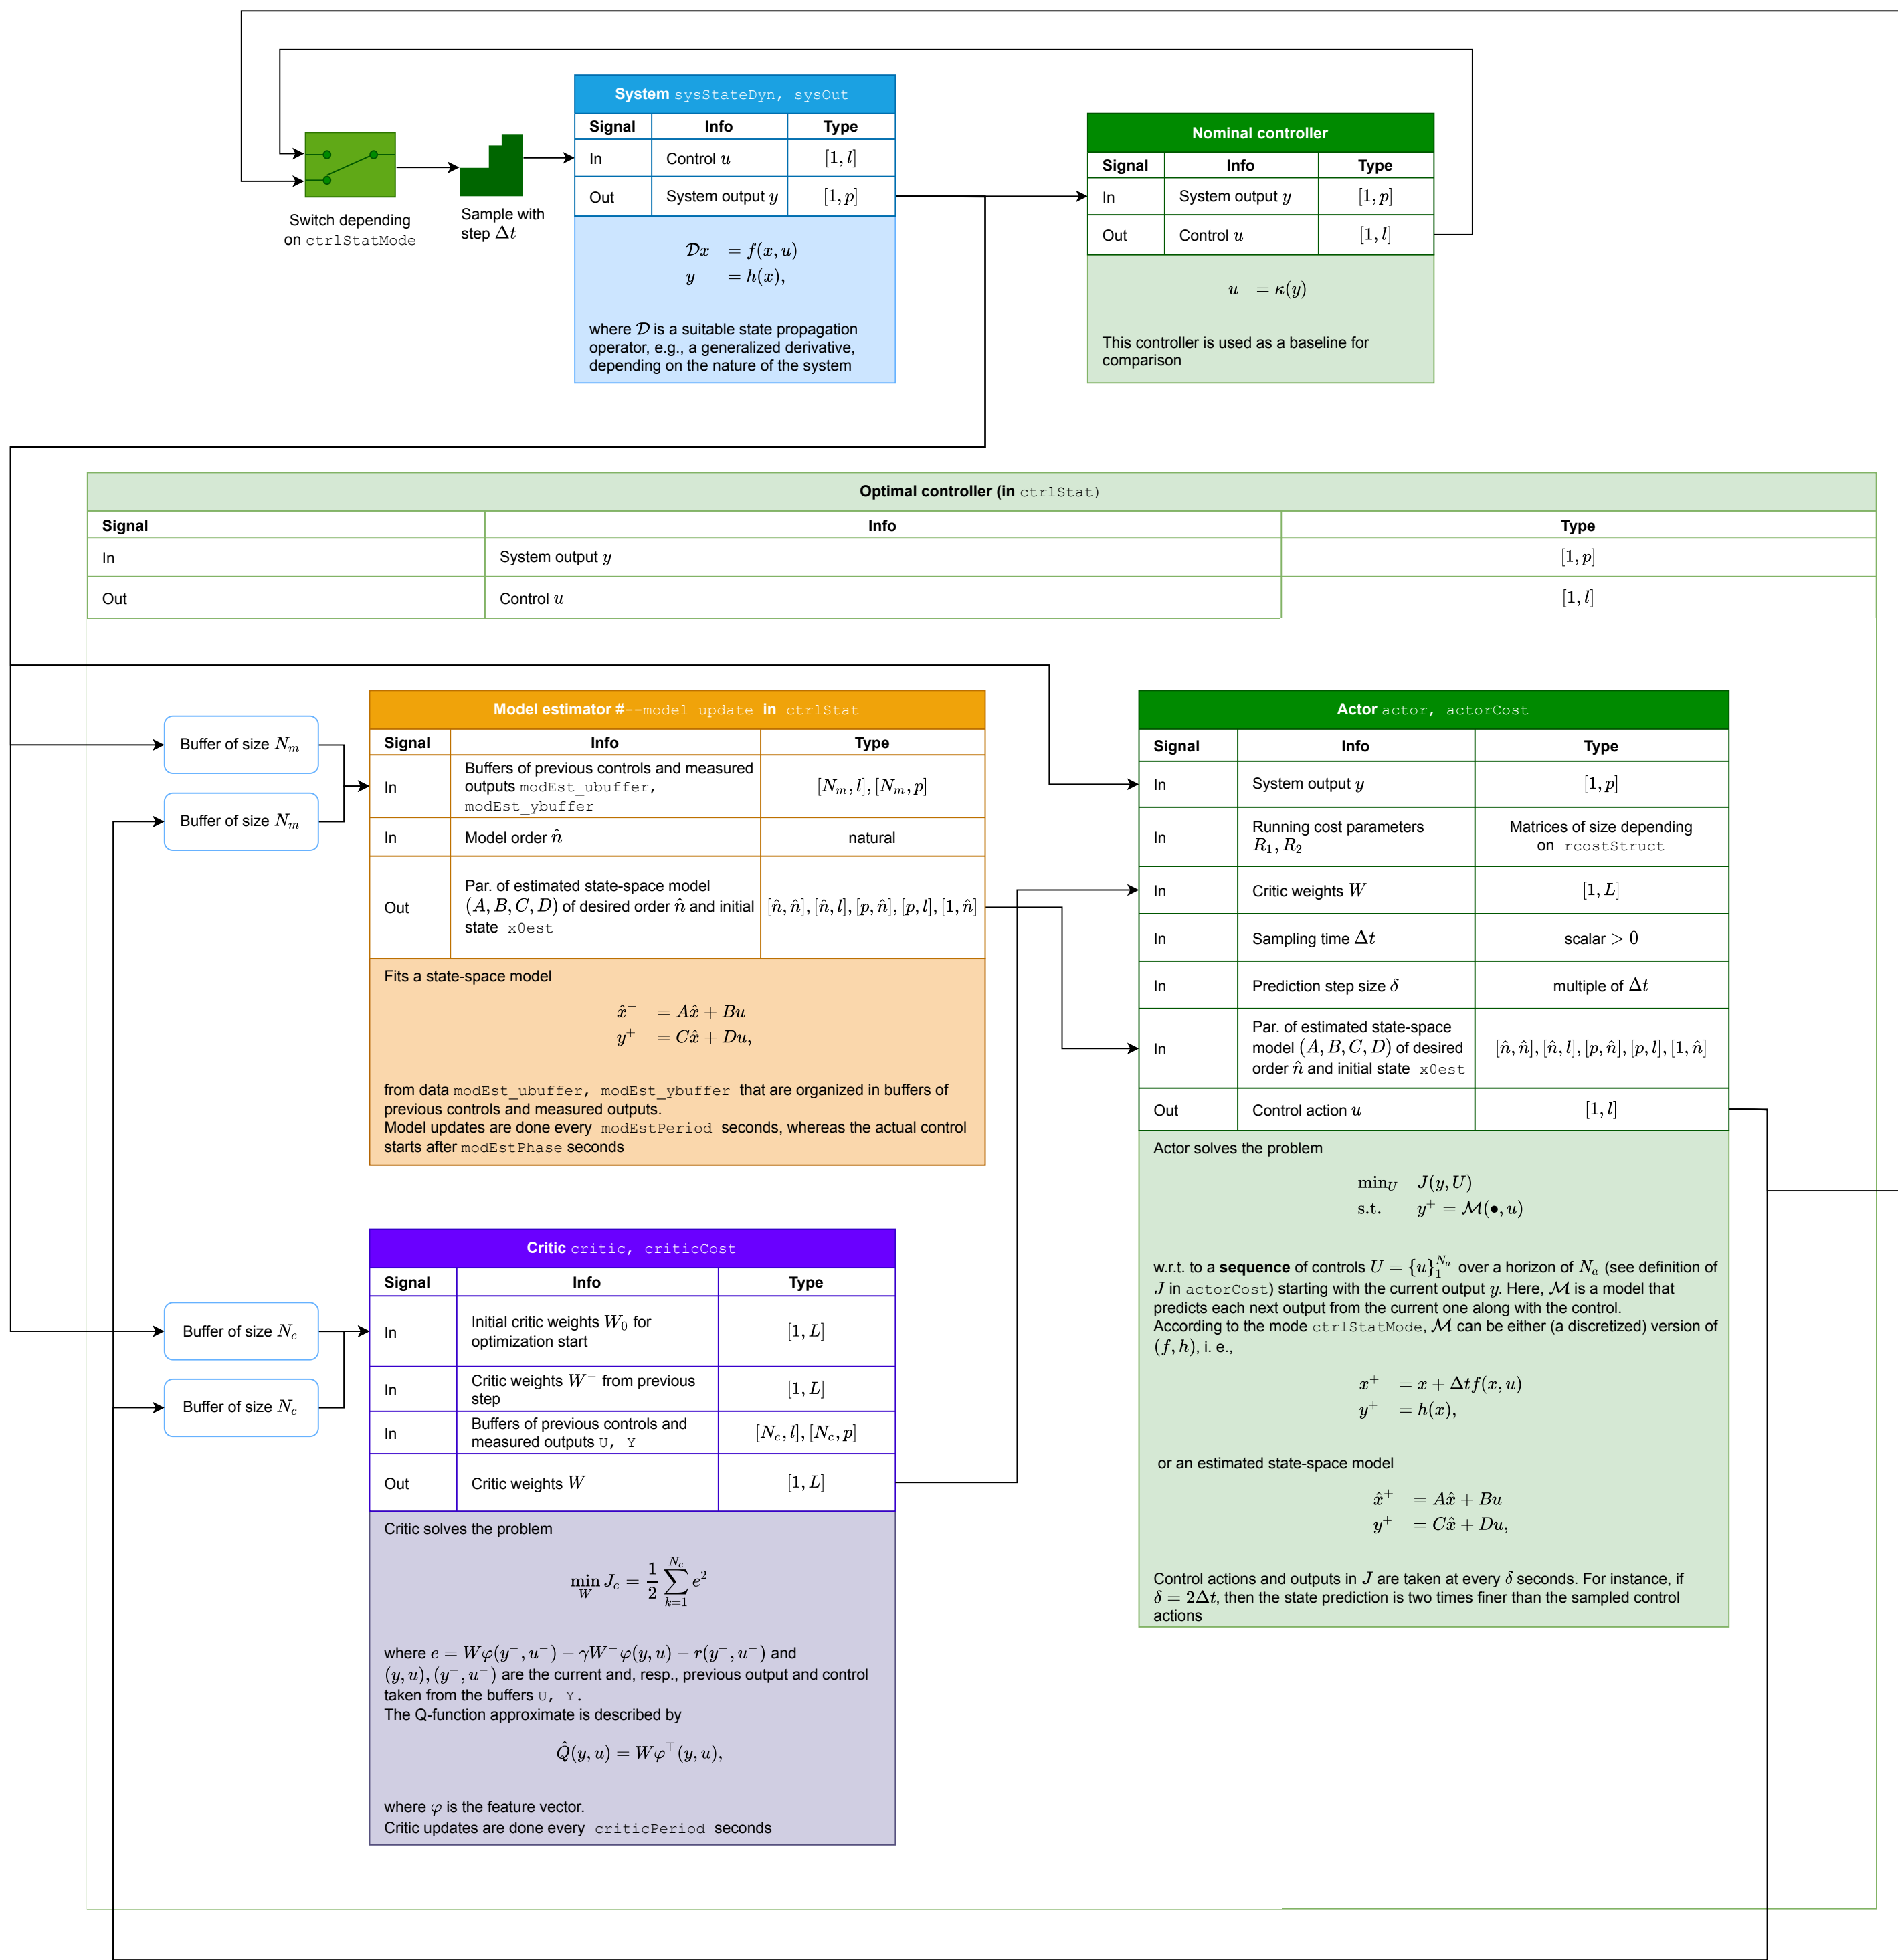 System sysStateDyn, sysOut
Signal Info Type
In Control u [1, l]
Out System output y [1, p]
𝒟x = f(x, u)
y = h(x),
where 𝒟 is a suitable state propagation
operator, e.g., a generalized derivative,
depending on the nature of the system
Switch depending
on ctrlStatMode
Sample with
step Δt
Nominal controller
Signal Info Type
In System output y [1, p]
Out Control u [1, l]
u = κ(y)
This controller is used as a baseline for
comparison
Optimal controller (in ctrlStat)
Signal Info Type
In System output y [1, p]
Out Control u [1, l]
Buffer of size N_m
Buffer of size N_m
Model estimator #--model update in ctrlStat
Signal Info Type
In Buffers of previous controls and measured
outputs modEst_ubuffer,
modEst_ybuffer
[N_m, l], [N_m, p]
In Model order n̂ natural
Out Par. of estimated state-space model
(A, B, C, D) of desired order n̂ and initial
state x0est
[n̂, n̂], [n̂, l], [p, n̂], [p, l], [1, n̂]
Fits a state-space model
x̂⁺ = Ax̂ + Bu
y⁺ = Cx̂ + Du,
from data modEst_ubuffer, modEst_ybuffer that are organized in buffers of
previous controls and measured outputs.
Model updates are done every modEstPeriod seconds, whereas the actual control
starts after modEstPhase seconds
Actor actor, actorCost
Signal Info Type
In System output y [1, p]
In Running cost parameters
R₁, R₂
Matrices of size depending
on rcostStruct
In Critic weights W [1, L]
In Sampling time Δt scalar > 0
In Prediction step size δ multiple of Δt
In Par. of estimated state-space
model (A, B, C, D) of desired
order n̂ and initial state x0est
[n̂, n̂], [n̂, l], [p, n̂], [p, l], [1, n̂]
Out Control action u [1, l]
Actor solves the problem
min_U J(y, U)
s.t. y⁺ = ℳ(•, u)
w.r.t. to a sequence of controls U = {u}₁^{N_a} over a horizon of N_a (see definition of
J in actorCost) starting with the current output y. Here, ℳ is a model that
predicts each next output from the current one along with the control.
According to the mode ctrlStatMode, ℳ can be either (a discretized) version of
(f, h), i. e.,
x⁺ = x + Δtf(x, u)
y⁺ = h(x),
or an estimated state-space model
x̂⁺ = Ax̂ + Bu
y⁺ = Cx̂ + Du,
Control actions and outputs in J are taken at every δ seconds. For instance, if
δ = 2Δt, then the state prediction is two times finer than the sampled control
actions
Buffer of size N_c
Buffer of size N_c
Critic critic, criticCost
Signal Info Type
In Initial critic weights W₀ for
optimization start
[1, L]
In Critic weights W⁻ from previous
step
[1, L]
In Buffers of previous controls and
measured outputs U, Y
[N_c, l], [N_c, p]
Out Critic weights W [1, L]
Critic solves the problem
min_W J_c = 1/2 ∑_{k=1}^{N_c} e²
where e = Wφ(y⁻, u⁻) − γW⁻φ(y, u) − r(y⁻, u⁻) and
(y, u), (y⁻, u⁻) are the current and, resp., previous output and control
taken from the buffers U, Y.
The Q-function approximate is described by
Q̂(y, u) = Wφ^⊤(y, u),
where φ is the feature vector.
Critic updates are done every criticPeriod seconds